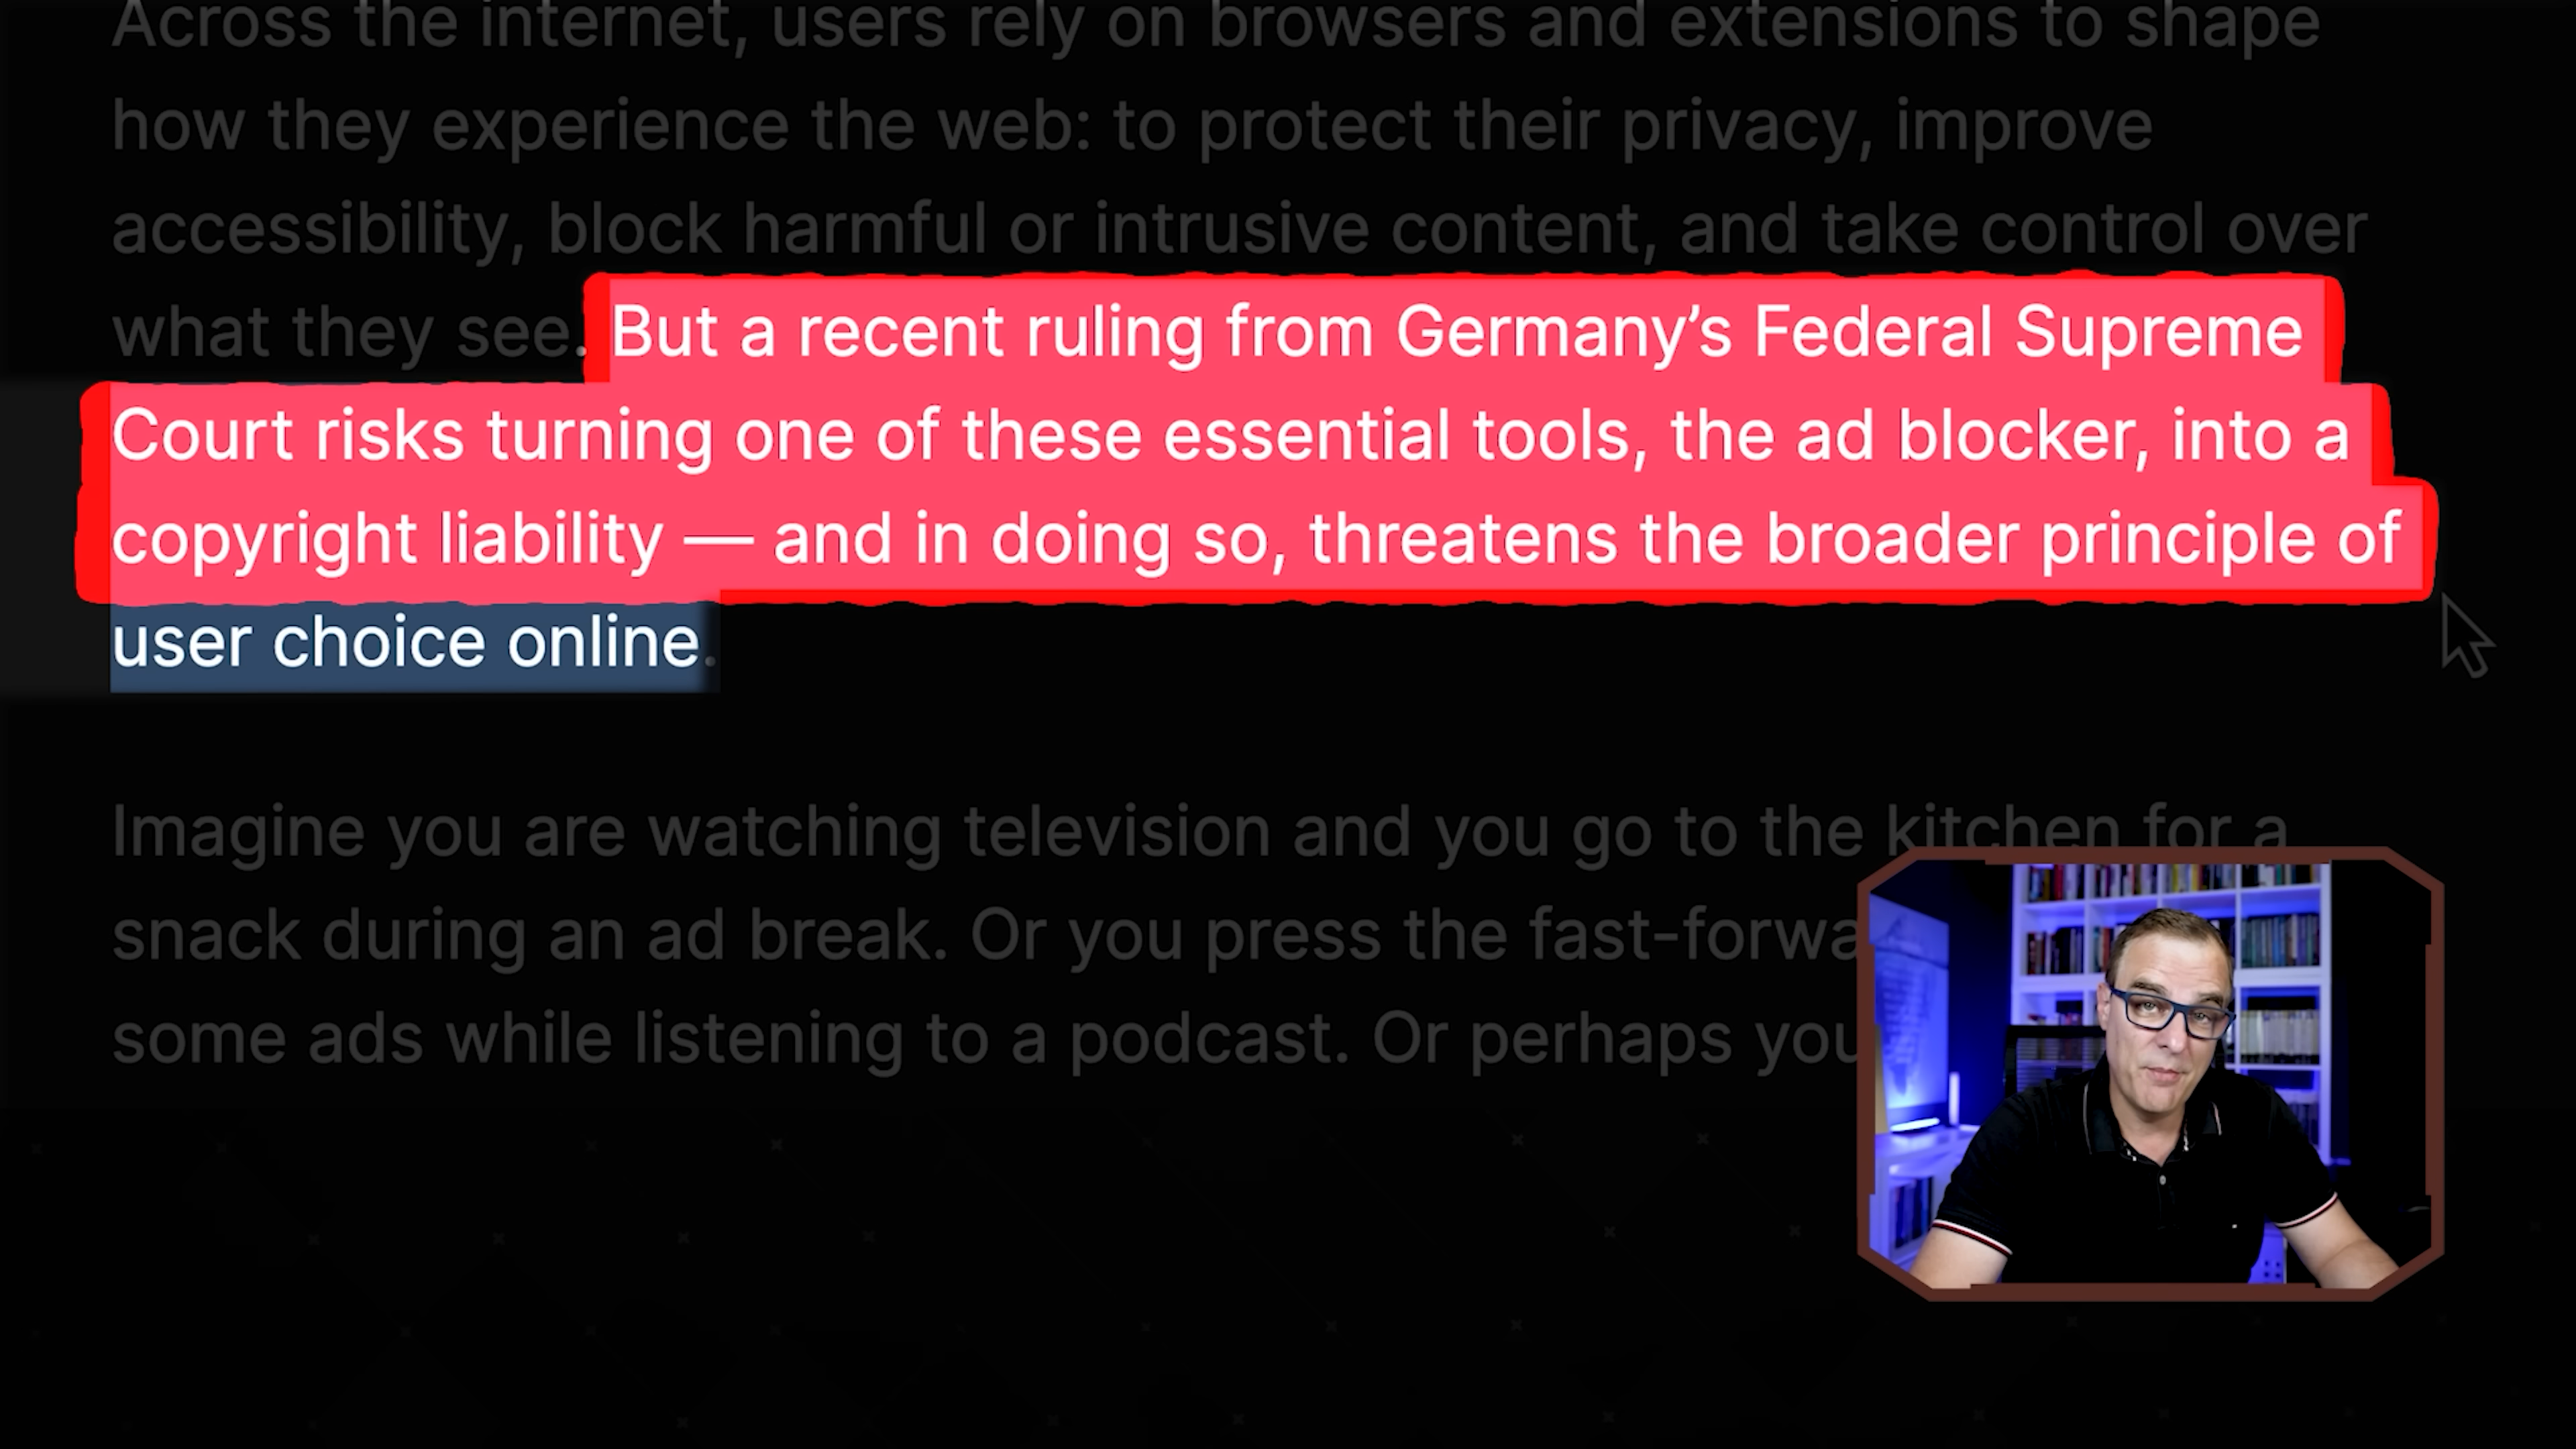 Across the internet, users rely on browsers and extensions to shape
how they experience the web: to protect their privacy, improve
accessibility, block harmful or intrusive content, and take control over
what they see. But a recent ruling from Germany’s Federal Supreme
Court risks turning one of these essential tools, the ad blocker, into a
copyright liability — and in doing so, threatens the broader principle of
user choice online.
Imagine you are watching television and you go to the kitchen for a
snack during an ad break. Or you press the
some ads while listening to a podcast. Or perhaps you